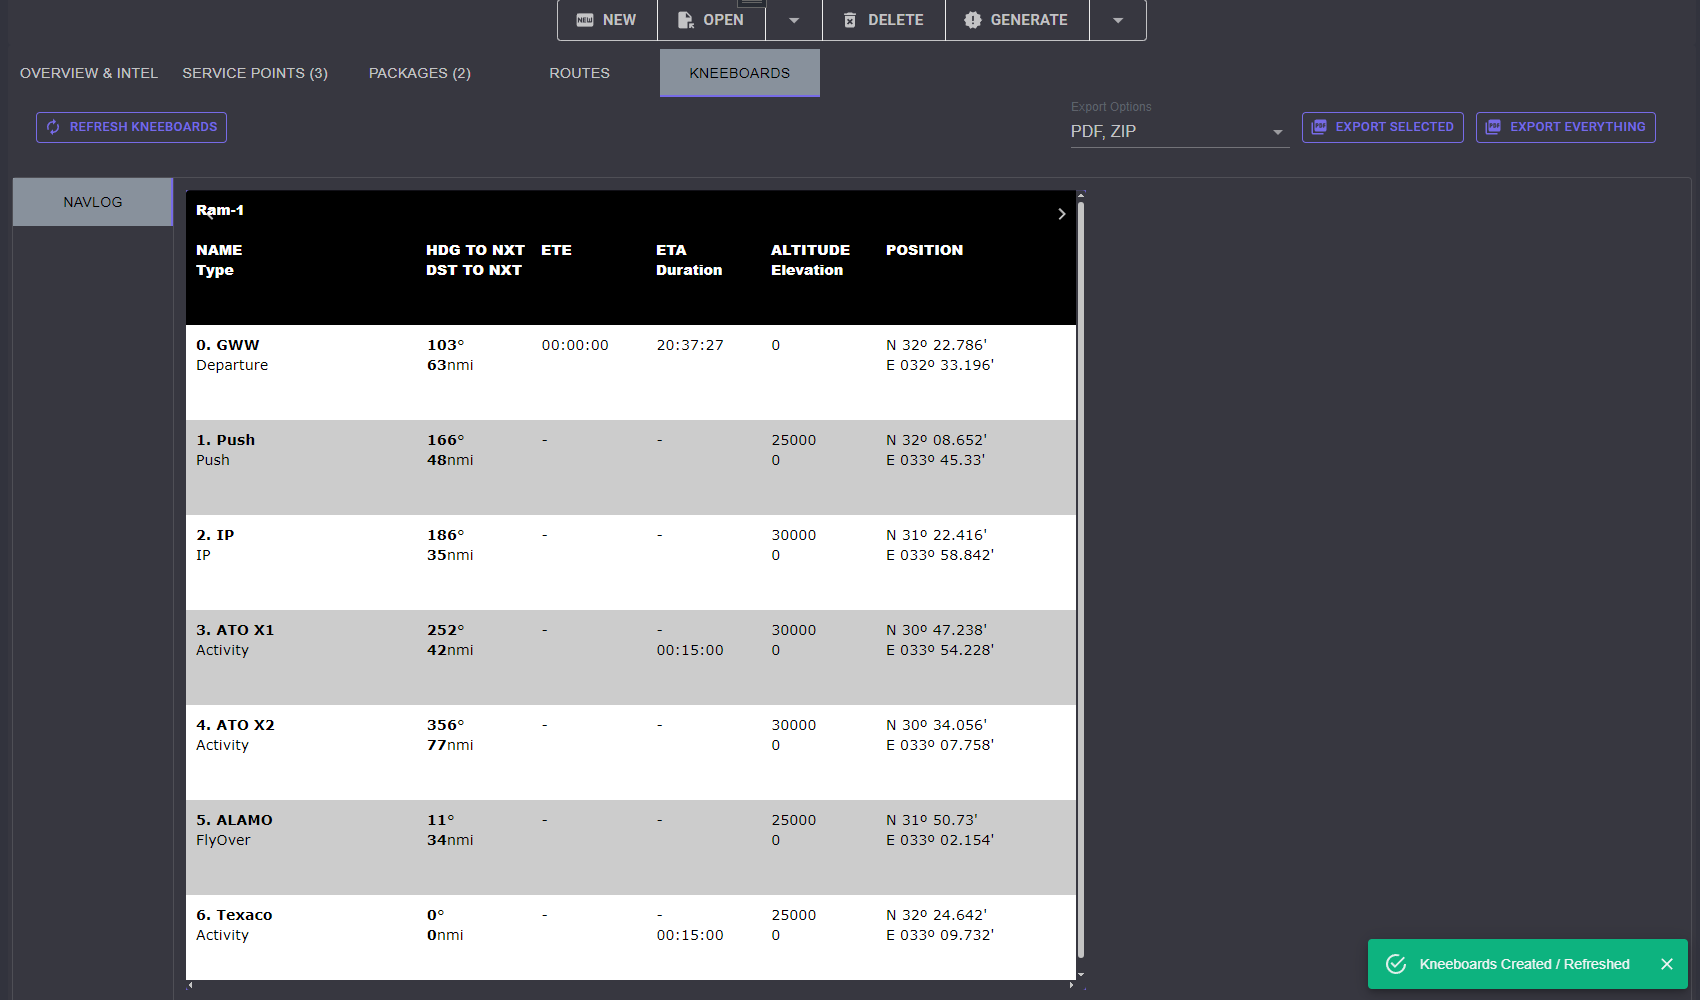 NEW OPEN DELETE GENERATE
OVERVIEW & INTEL SERVICE POINTS (3) PACKAGES (2) ROUTES KNEEBOARDS
REFRESH KNEEBOARDS
Export Options
PDF, ZIP
EXPORT SELECTED EXPORT EVERYTHING
NAVLOG
Ram-1
NAME HDG TO NXT ETE ETA ALTITUDE POSITION
Type DST TO NXT Duration Elevation
0. GWW 103° 00:00:00 20:37:27 0 N 32º 22.786'
Departure 63nmi E 032º 33.196'
1. Push 166° - - 25000 N 32º 08.652'
Push 48nmi 0 E 033º 45.33'
2. IP 186° - - 30000 N 31º 22.416'
IP 35nmi 0 E 033º 58.842'
3. ATO X1 252° - - 30000 N 30º 47.238'
Activity 42nmi 00:15:00 0 E 033º 54.228'
4. ATO X2 356° - - 30000 N 30º 34.056'
Activity 77nmi 0 E 033º 07.758'
5. ALAMO 11° - - 25000 N 31º 50.73'
FlyOver 34nmi 0 E 033º 02.154'
6. Texaco 0° - - 25000 N 32º 24.642'
Activity 0nmi 00:15:00 0 E 033º 09.732'
Kneeboards Created / Refreshed